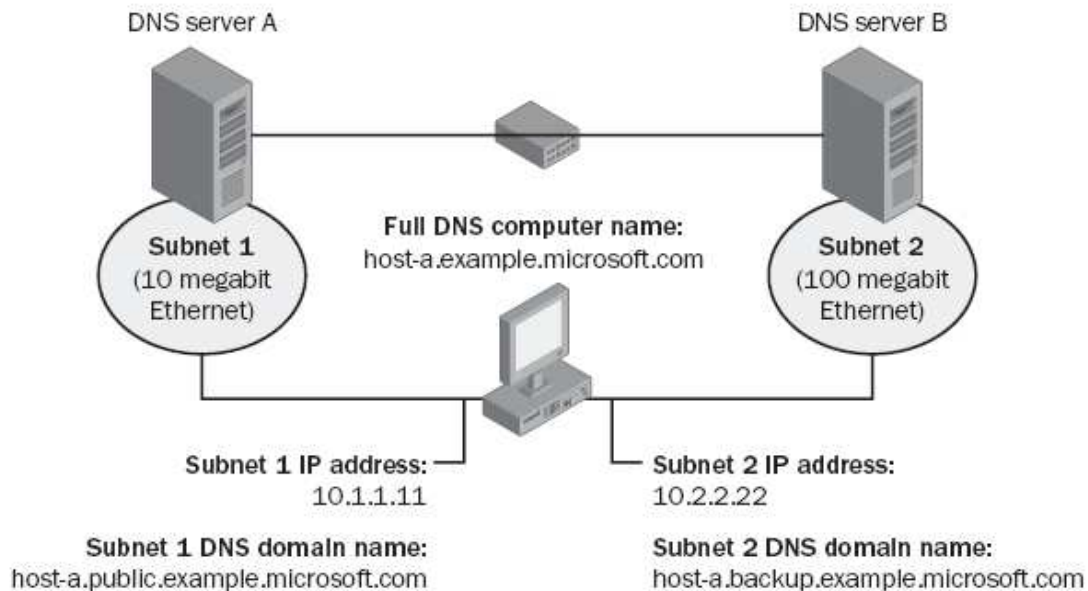 DNS server A
DNS server B
Full DNS computer name:
host-a.example.microsoft.com
Subnet 1
(10 megabit
Ethernet)
Subnet 2
(100 megabit
Ethernet)
Subnet 1 IP address:
10.1.1.11
Subnet 2 IP address:
10.2.2.22
Subnet 1 DNS domain name:
host-a.public.example.microsoft.com
Subnet 2 DNS domain name:
host-a.backup.example.microsoft.com